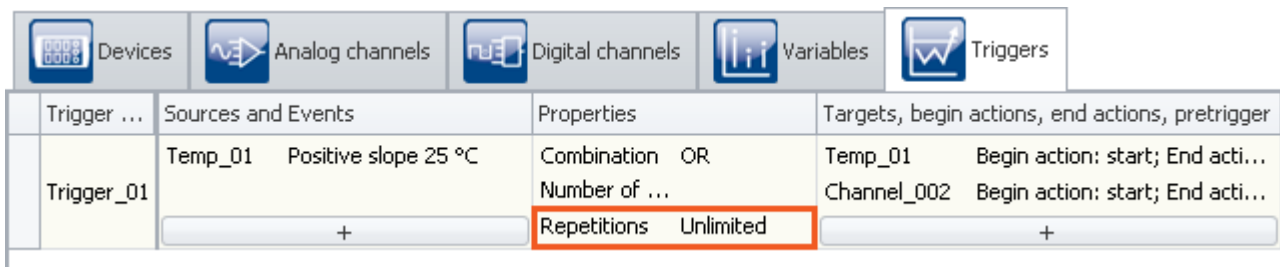 Devices Analog channels Digital channels Variables Triggers
Trigger ... Sources and Events Properties Targets, begin actions, end actions, pretrigger
Temp_01 Positive slope 25 °C Combination OR Temp_01 Begin action: start; End acti...
Trigger_01 Number of ... Channel_002 Begin action: start; End acti...
+ Repetitions Unlimited +